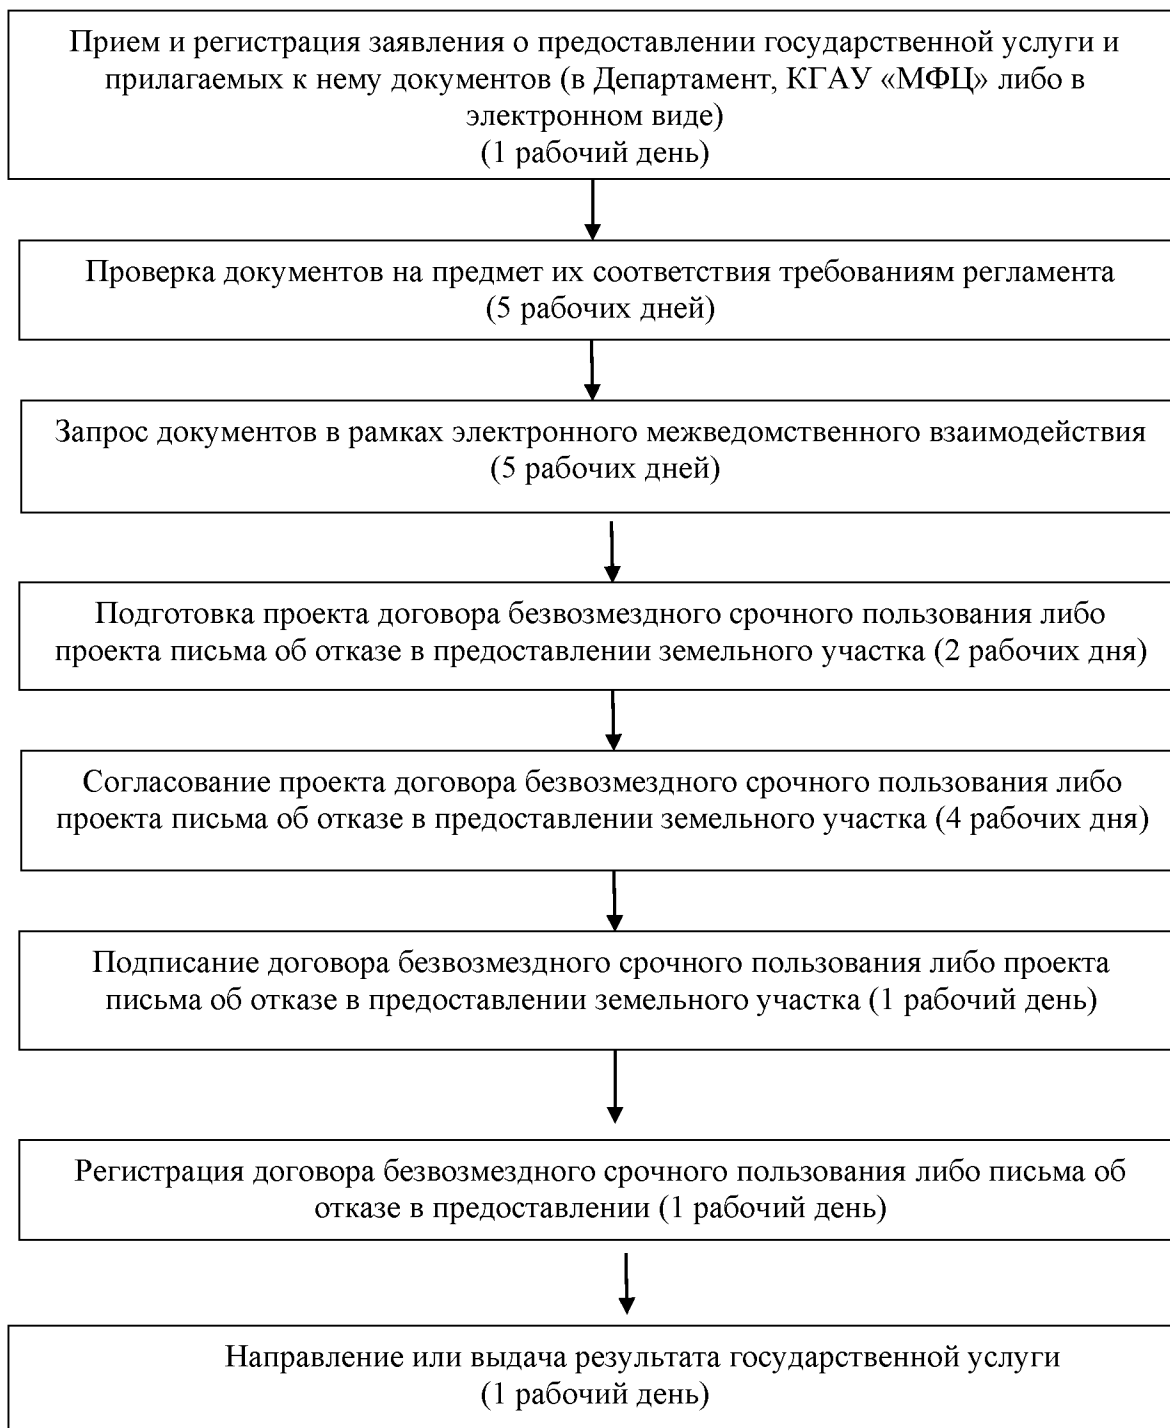 Прием и регистрация заявления о предоставлении государственной услуги и
прилагаемых к нему документов (в Департамент, КГАУ «МФЦ» либо в
электронном виде)
(1 рабочий день)
Проверка документов на предмет их соответствия требованиям регламента
(5 рабочих дней)
Запрос документов в рамках электронного межведомственного взаимодействия
(5 рабочих дней)
Подготовка проекта договора безвозмездного срочного пользования либо
проекта письма об отказе в предоставлении земельного участка (2 рабочих дня)
Согласование проекта договора безвозмездного срочного пользования либо
проекта письма об отказе в предоставлении земельного участка (4 рабочих дня)
Подписание договора безвозмездного срочного пользования либо проекта
письма об отказе в предоставлении земельного участка (1 рабочий день)
Регистрация договора безвозмездного срочного пользования либо письма об
отказе в предоставлении (1 рабочий день)
Направление или выдача результата государственной услуги
(1 рабочий день)